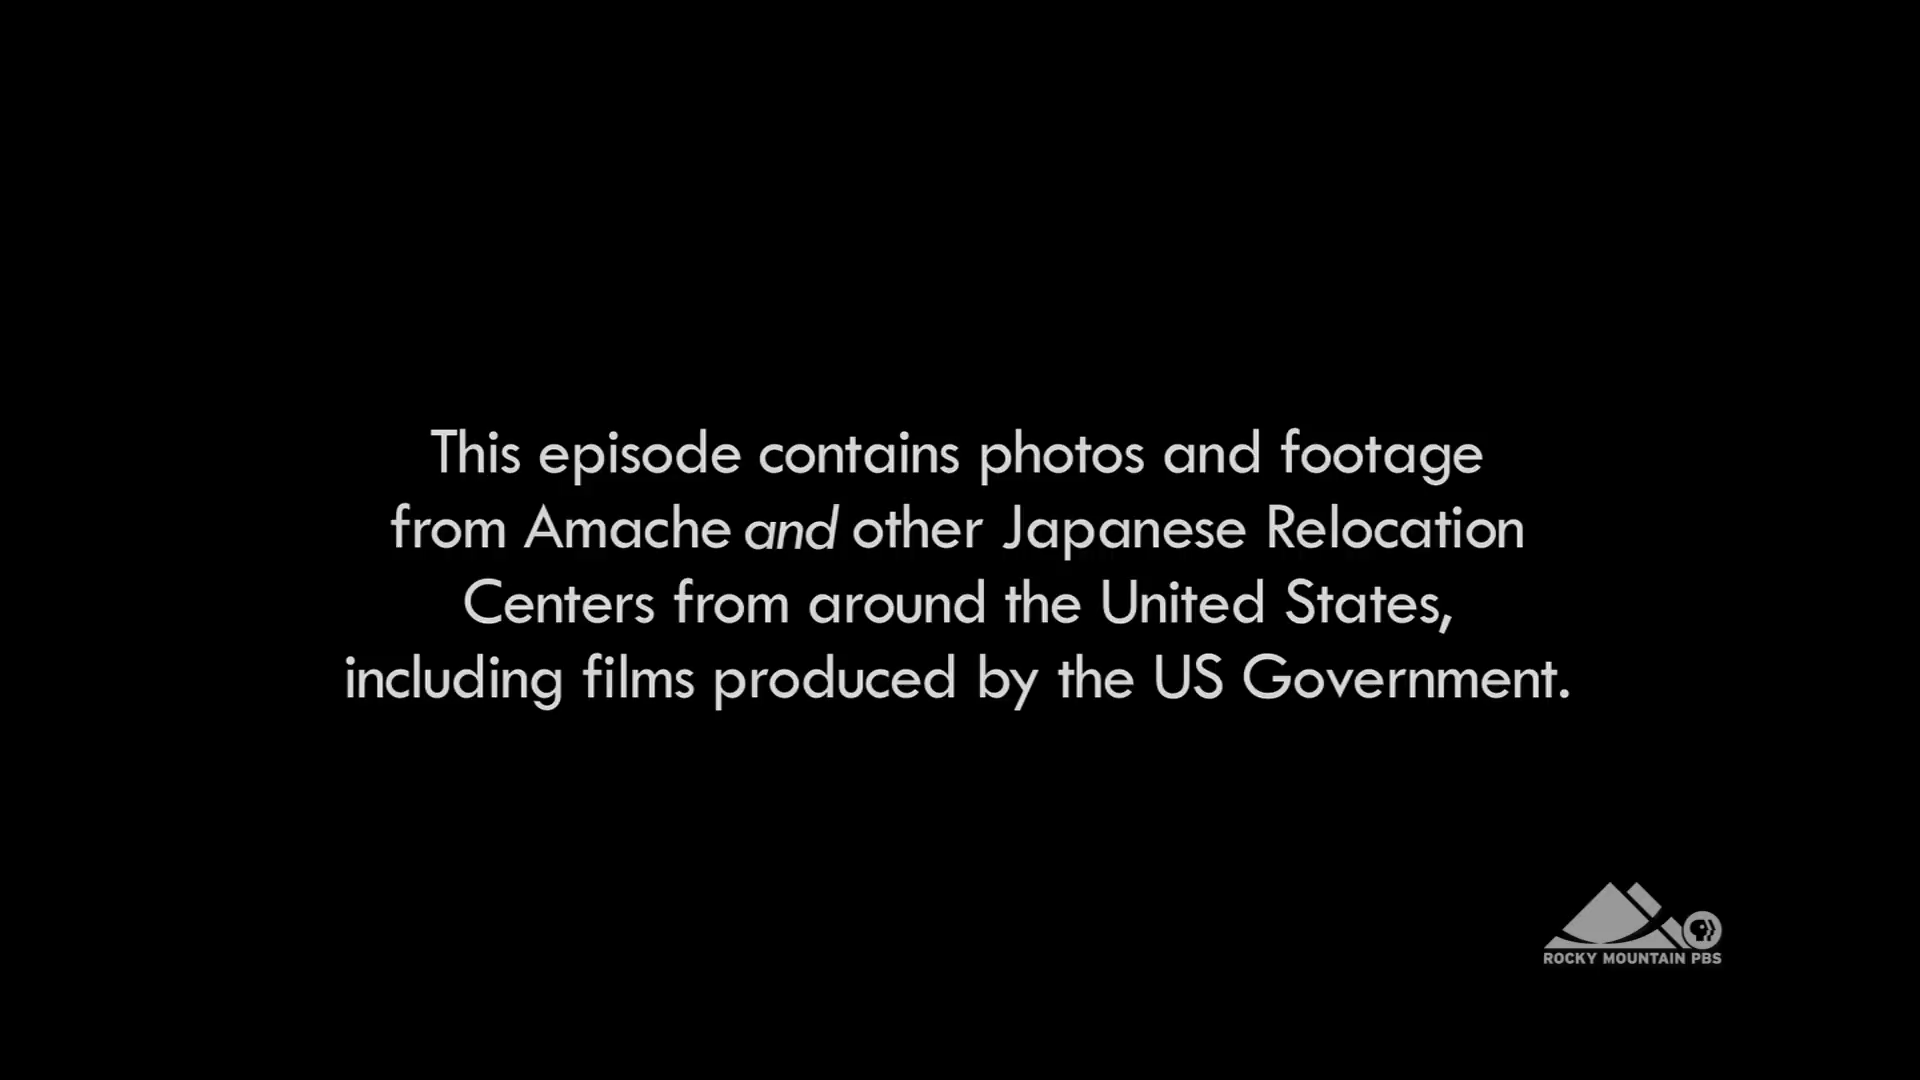 This episode contains photos and footage
from Amache and other Japanese Relocation
Centers from around the United States,
including films produced by the US Government.
ROCKY MOUNTAIN PBS